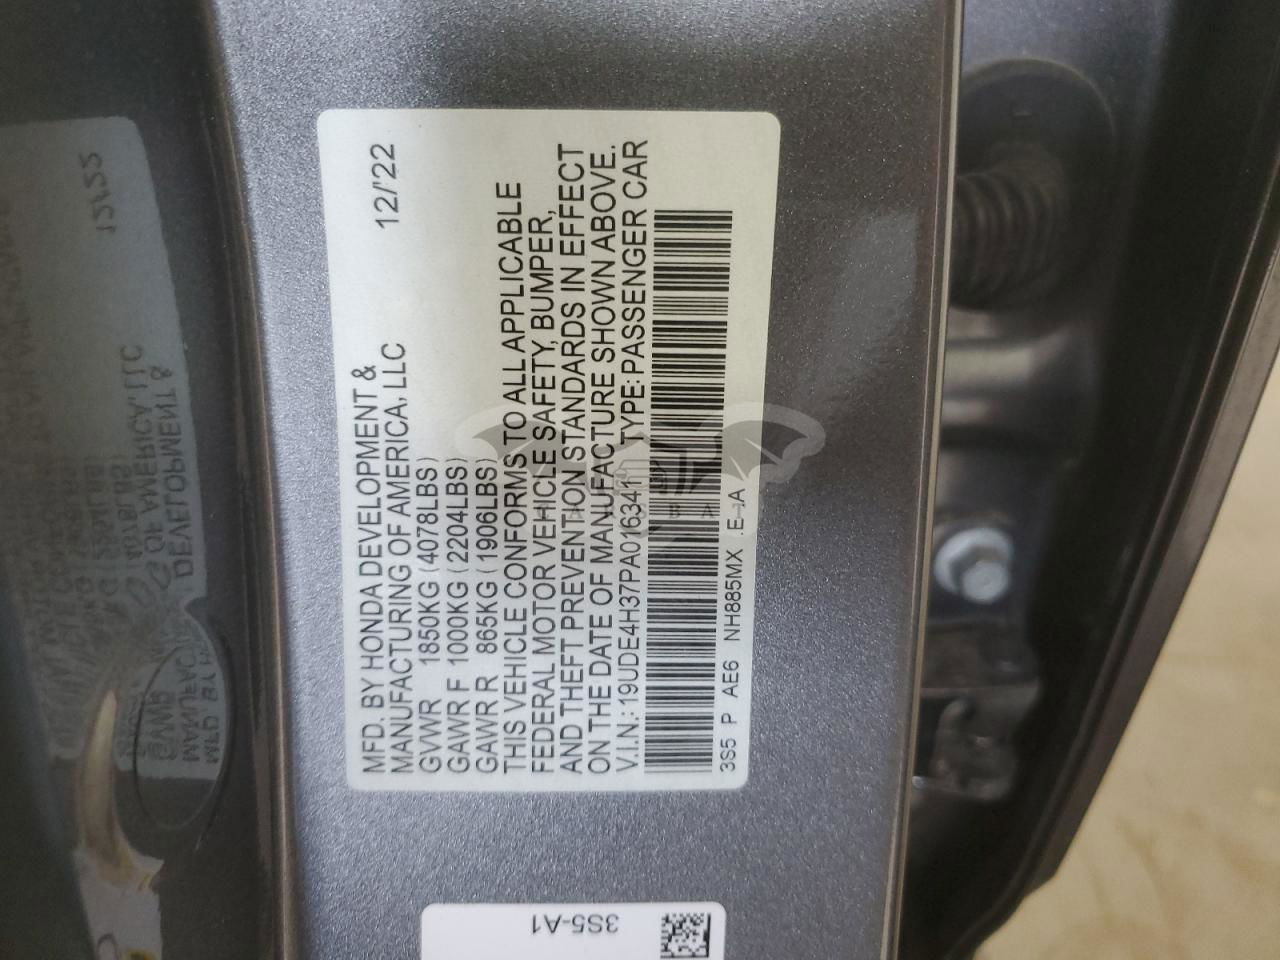 MFD. BY HONDA DEVELOPMENT &
MANUFACTURING OF AMERICA, LLC 12/'22
GVWR 1850KG (4078LBS)
GAWR F 1000KG (2204LBS)
GAWR R 865KG (1906LBS)
THIS VEHICLE CONFORMS TO ALL APPLICABLE
FEDERAL MOTOR VEHICLE SAFETY, BUMPER,
AND THEFT PREVENTION STANDARDS IN EFFECT
ON THE DATE OF MANUFACTURE SHOWN ABOVE.
V.I.N.: 19UDE4H37PA016341 TYPE: PASSENGER CAR
3S5 P AE6 NH885MX
3S5-A1